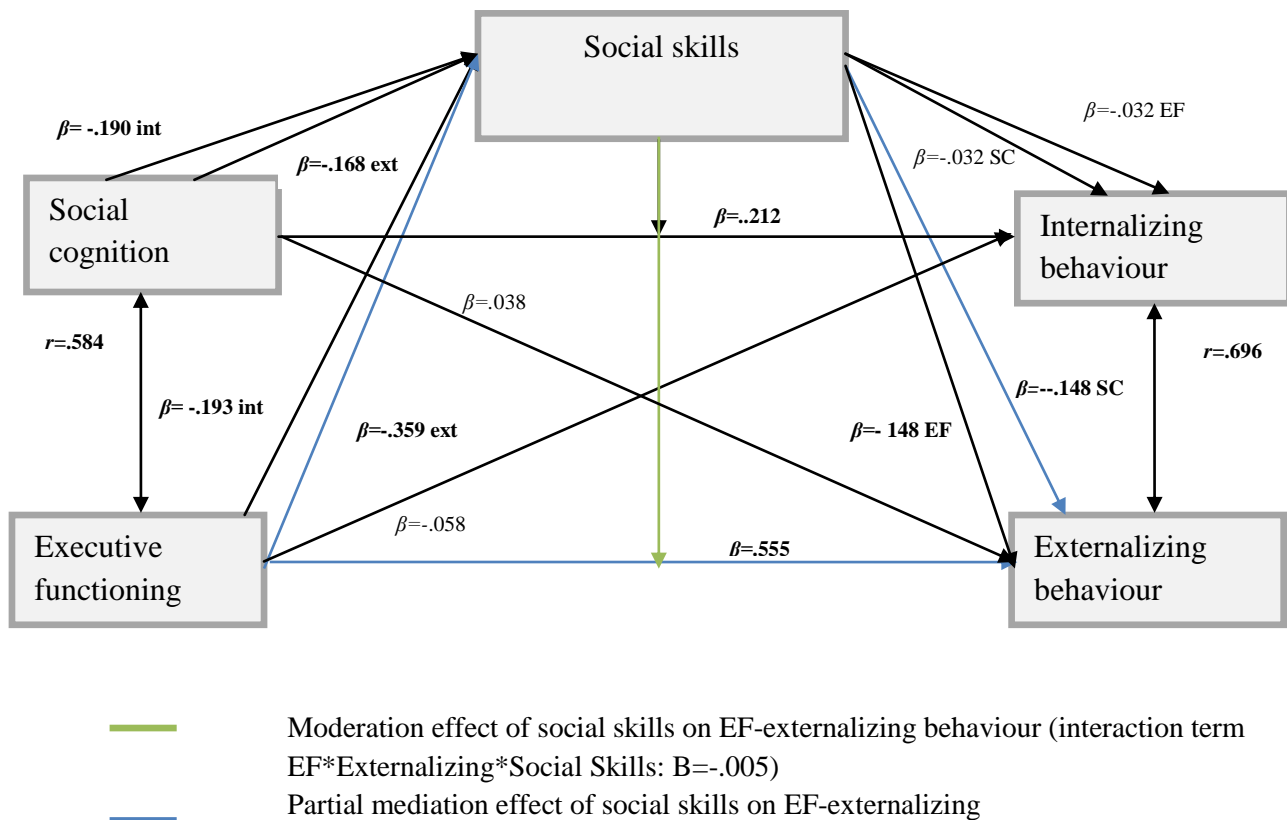 Social skills
β= -.190 int
β=-.032 EF
β=-.168 ext
β=-.032 SC
Social
cognition
β=..212
Internalizing
behaviour
β=.038
r=.584
r=.696
β= -.193 int
β=-.359 ext
β=- 148 EF
β=--.148 SC
β=-.058
β=.555
Executive
functioning
Externalizing
behaviour
Moderation effect of social skills on EF-externalizing behaviour (interaction term
EF*Externalizing*Social Skills: B=-.005)
Partial mediation effect of social skills on EF-externalizing